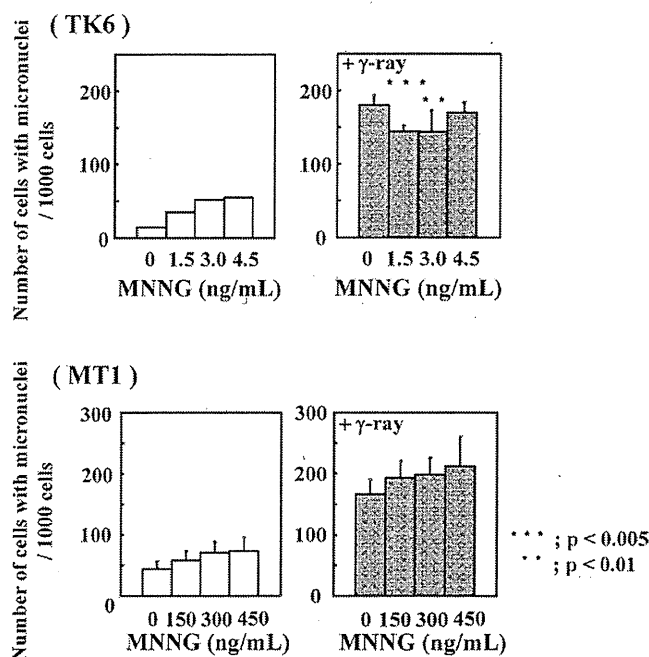 ( TK6 )
Number of cells with micronuclei
/ 1000 cells
200
100
0
0 1.5 3.0 4.5
MNNG (ng/mL)
+ γ-ray
* * *
* *
200
100
0
0 1.5 3.0 4.5
MNNG (ng/mL)
( MT1 )
Number of cells with micronuclei
/ 1000 cells
300
200
100
0
0 150 300 450
MNNG (ng/mL)
+ γ-ray
300
200
100
0
0 150 300 450
MNNG (ng/mL)
* * * ; p < 0.005
* * ; p < 0.01